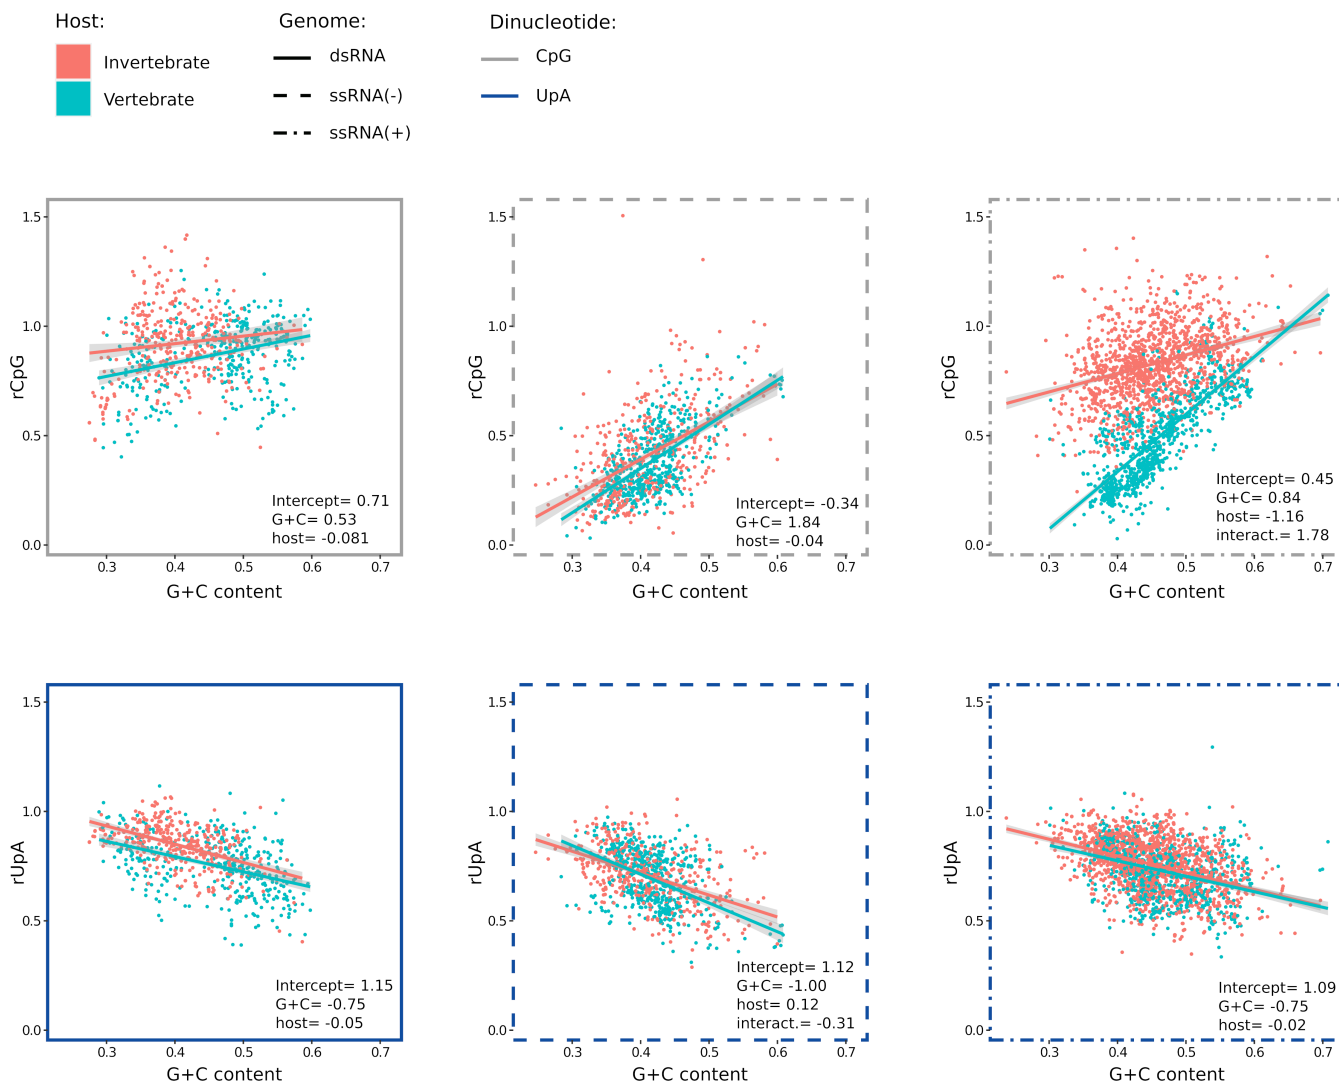 Host: Genome: Dinucleotide:
Invertebrate dsRNA CpG
Vertebrate ssRNA(-) UpA
ssRNA(+)
1.5 1.5 1.5
1.0 1.0 1.0
rCpG rCpG rCpG
0.5 0.5 0.5
0.0 0.0 0.0
Intercept= 0.71
G+C= 0.53
host= -0.081
Intercept= -0.34
G+C= 1.84
host= -0.04
Intercept= 0.45
G+C= 0.84
host= -1.16
interact.= 1.78
0.3 0.4 0.5 0.6 0.7 0.3 0.4 0.5 0.6 0.7 0.3 0.4 0.5 0.6 0.7
G+C content G+C content G+C content
1.5 1.5 1.5
1.0 1.0 1.0
rUpA rUpA rUpA
0.5 0.5 0.5
0.0 0.0 0.0
Intercept= 1.15
G+C= -0.75
host= -0.05
Intercept= 1.12
G+C= -1.00
host= 0.12
interact.= -0.31
Intercept= 1.09
G+C= -0.75
host= -0.02
0.3 0.4 0.5 0.6 0.7 0.3 0.4 0.5 0.6 0.7 0.3 0.4 0.5 0.6 0.7
G+C content G+C content G+C content